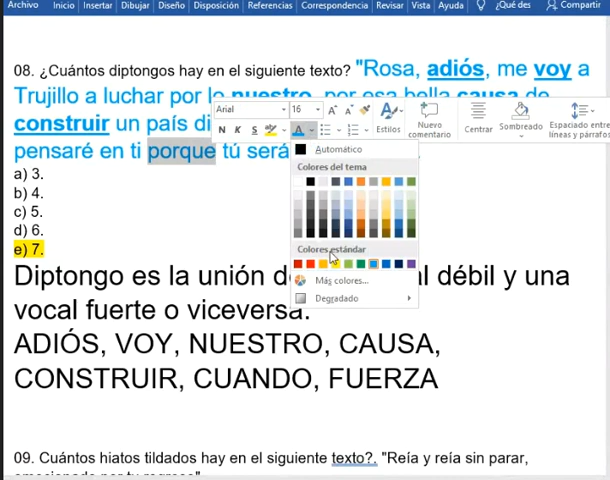 Archivo Inicio Insertar Dibujar Diseño Disposición Referencias Correspondencia Revisar Vista Ayuda ¿Qué des Compartir
08. ¿Cuántos diptongos hay en el siguiente texto? "Rosa, adiós, me voy a
Trujillo a luchar por lo nuestro, por esa bella causa de
Arial 16 A A Estilos Nuevo comentario Centrar Sombreado Espaciado entre líneas y párrafos
N K S aby A
construir un país di
pensaré en ti porque tú será
Automático
Colores del tema
a) 3.
b) 4.
c) 5.
d) 6.
e) 7.
Colores estándar
Más colores...
Degradado
Diptongo es la unión d al débil y una
vocal fuerte o viceversa.
ADIÓS, VOY, NUESTRO, CAUSA,
CONSTRUIR, CUANDO, FUERZA
09. Cuántos hiatos tildados hay en el siguiente texto?. "Reía y reía sin parar,